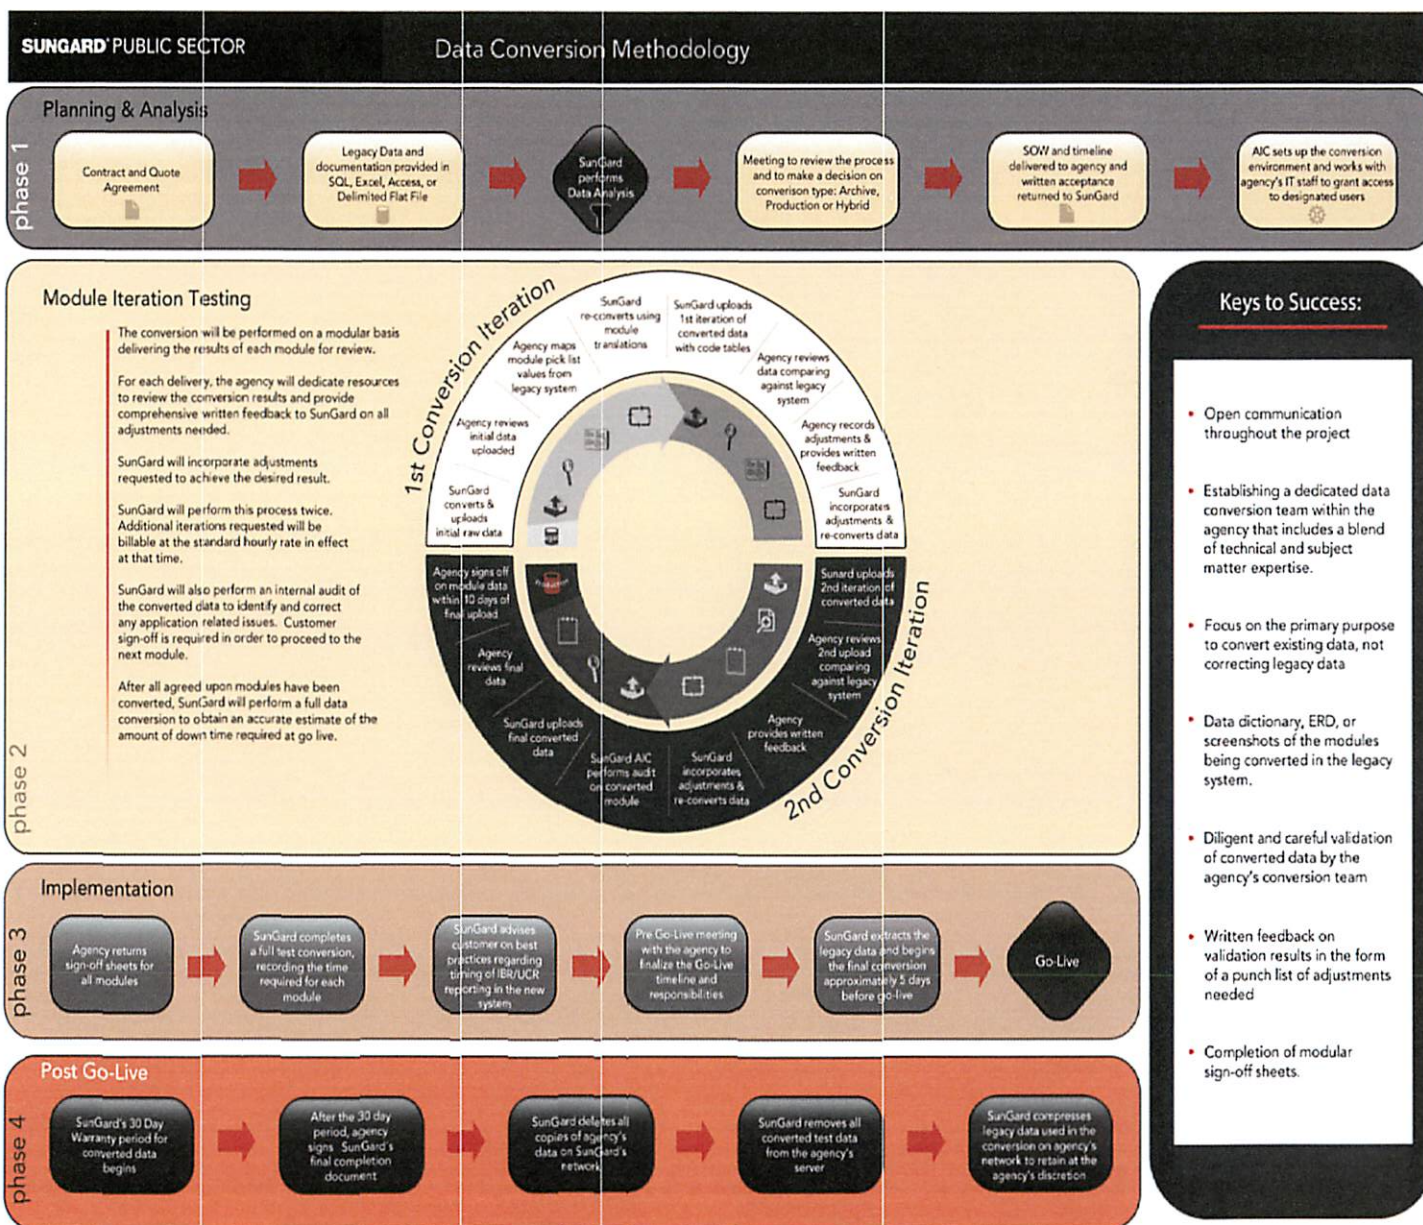 SUNGARD® PUBLIC SECTOR
Data Conversion Methodology
phase 1
Planning & Analysis
Contract and Quote
Agreement
Legacy Data and
documentation provided in
SQL, Excel, Access, or
Delimited Flat File
SunGard
performs
Data Analysis
Meeting to review the process
and to make a decision on
converison type: Archive,
Production or Hybrid
SOW and timeline
delivered to agency and
written acceptance
returned to SunGard
AIC sets up the conversion
environment and works with
agency's IT staff to grant access
to designated users
phase 2
Module Iteration Testing
The conversion will be performed on a modular basis
delivering the results of each module for review.
For each delivery, the agency will dedicate resources
to review the conversion results and provide
comprehensive written feedback to SunGard on all
adjustments needed.
SunGard will incorporate adjustments
requested to achieve the desired result.
SunGard will perform this process twice.
Additional iterations requested will be
billable at the standard hourly rate in effect
at that time.
SunGard will also perform an internal audit of
the converted data to identify and correct
any application related issues. Customer
sign-off is required in order to proceed to the
next module.
After all agreed upon modules have been
converted, SunGard will perform a full data
conversion to obtain an accurate estimate of the
amount of down time required at go live.
1st Conversion Iteration
SunGard
converts &
uploads
initial raw data
Agency reviews
initial data
uploaded
Agency maps
module pick list
values from
legacy system
SunGard
re-converts using
module
translations
SunGard uploads
1st iteration of
converted data
with code tables
Agency reviews
data comparing
against legacy
system
Agency records
adjustments &
provides written
feedback
SunGard
incorporates
adjustments &
re-converts data
2nd Conversion Iteration
Sunard uploads
2nd iteration of
converted data
Agency reviews
2nd upload
comparing
against legacy
system
Agency
provides written
feedback
SunGard
incorporates
adjustments &
re-converts data
SunGard AIC
performs audit
on converted
module
SunGard uploads
final converted
data
Agency
reviews final
data
Agency signs off
on module data
within 10 days of
final upload
Production
Keys to Success:
• Open communication
throughout the project
• Establishing a dedicated data
conversion team within the
agency that includes a blend
of technical and subject
matter expertise.
• Focus on the primary purpose
to convert existing data, not
correcting legacy data
• Data dictionary, ERD, or
screenshots of the modules
being converted in the legacy
system.
• Diligent and careful validation
of converted data by the
agency's conversion team
• Written feedback on
validation results in the form
of a punch list of adjustments
needed
• Completion of modular
sign-off sheets.
phase 3
Implementation
Agency returns
sign-off sheets for
all modules
SunGard completes
a full test conversion,
recording the time
required for each
module
SunGard advises
customer on best
practices regarding
timing of IBR/UCR
reporting in the new
system
Pre Go-Live meeting
with the agency to
finalize the Go-Live
timeline and
responsibilities
SunGard extracts the
legacy data and begins
the final conversion
approximately 5 days
before go-live
Go-Live
phase 4
Post Go-Live
SunGard's 30 Day
Warranty period for
converted data
begins
After the 30 day
period, agency
signs SunGard's
final completion
document
SunGard deletes all
copies of agency's
data on SunGard's
network
SunGard removes all
converted test data
from the agency's
server
SunGard compresses
legacy data used in the
conversion on agency's
network to retain at the
agency's discretion